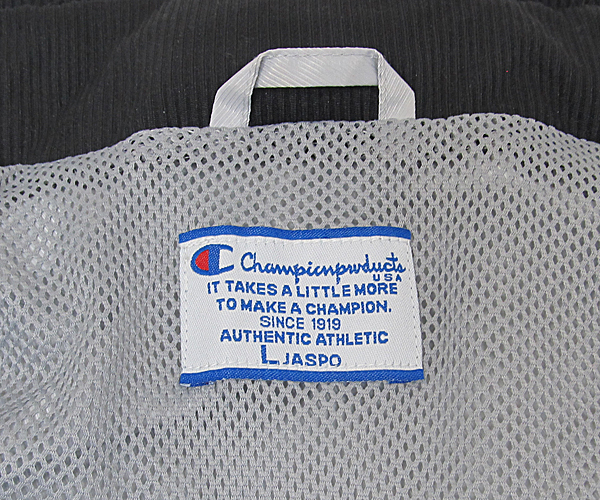 Championproducts
USA
IT TAKES A LITTLE MORE
TO MAKE A CHAMPION.
SINCE 1919
AUTHENTIC ATHLETIC
L JASPO